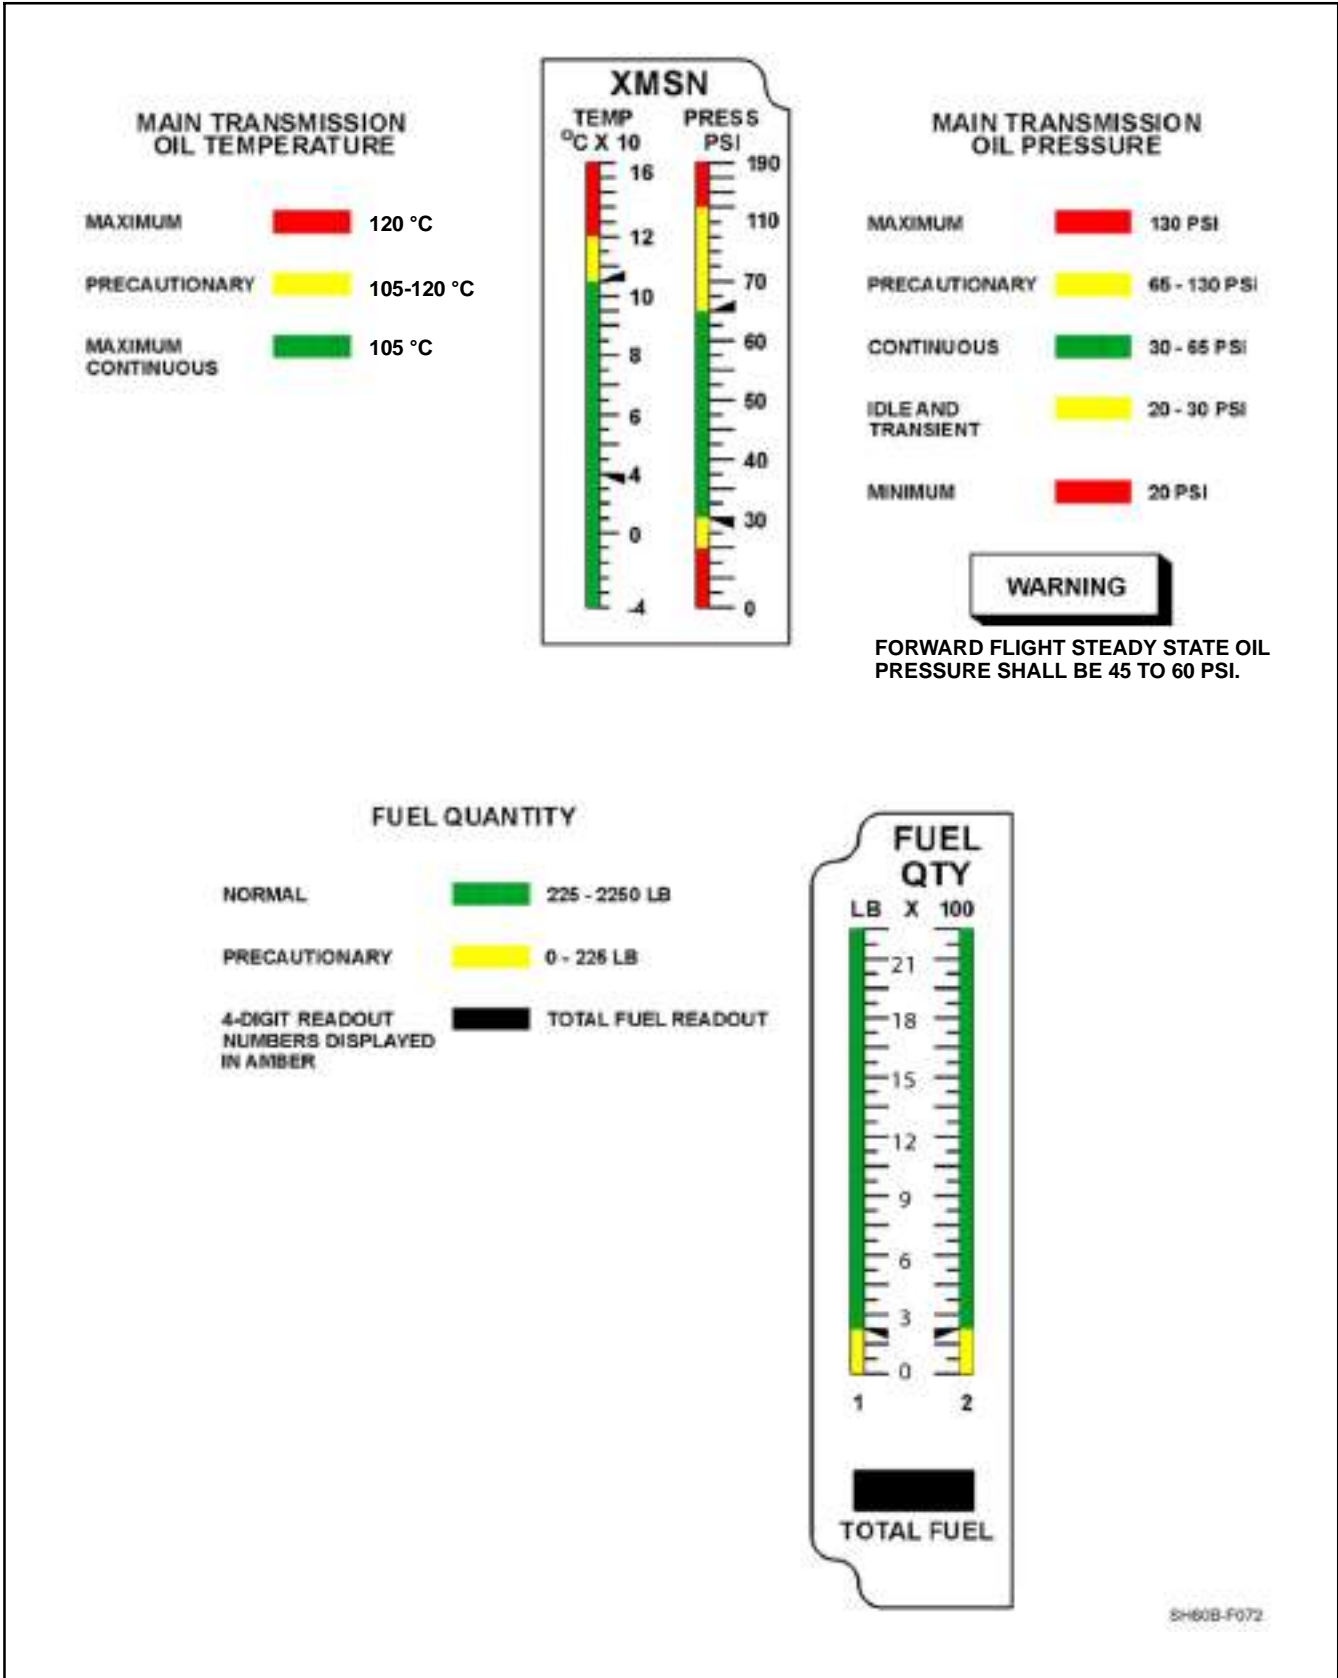 MAIN TRANSMISSION
OIL TEMPERATURE
MAXIMUM 120 °C
PRECAUTIONARY 105-120 °C
MAXIMUM
CONTINUOUS
105 °C
XMSN
TEMP
°C X 10
16
12
10
8
6
4
0
-4
PRESS
PSI
190
110
70
60
50
40
30
0
MAIN TRANSMISSION
OIL PRESSURE
MAXIMUM 130 PSI
PRECAUTIONARY 65 - 130 PSI
CONTINUOUS 30 - 65 PSI
IDLE AND
TRANSIENT
20 - 30 PSI
MINIMUM 20 PSI
WARNING
FORWARD FLIGHT STEADY STATE OIL
PRESSURE SHALL BE 45 TO 60 PSI.
FUEL QUANTITY
NORMAL 225 - 2250 LB
PRECAUTIONARY 0 - 225 LB
4-DIGIT READOUT
NUMBERS DISPLAYED
IN AMBER
TOTAL FUEL READOUT
FUEL
QTY
LB X 100
21
18
15
12
9
6
3
0
1 2
TOTAL FUEL
SH60B-F072